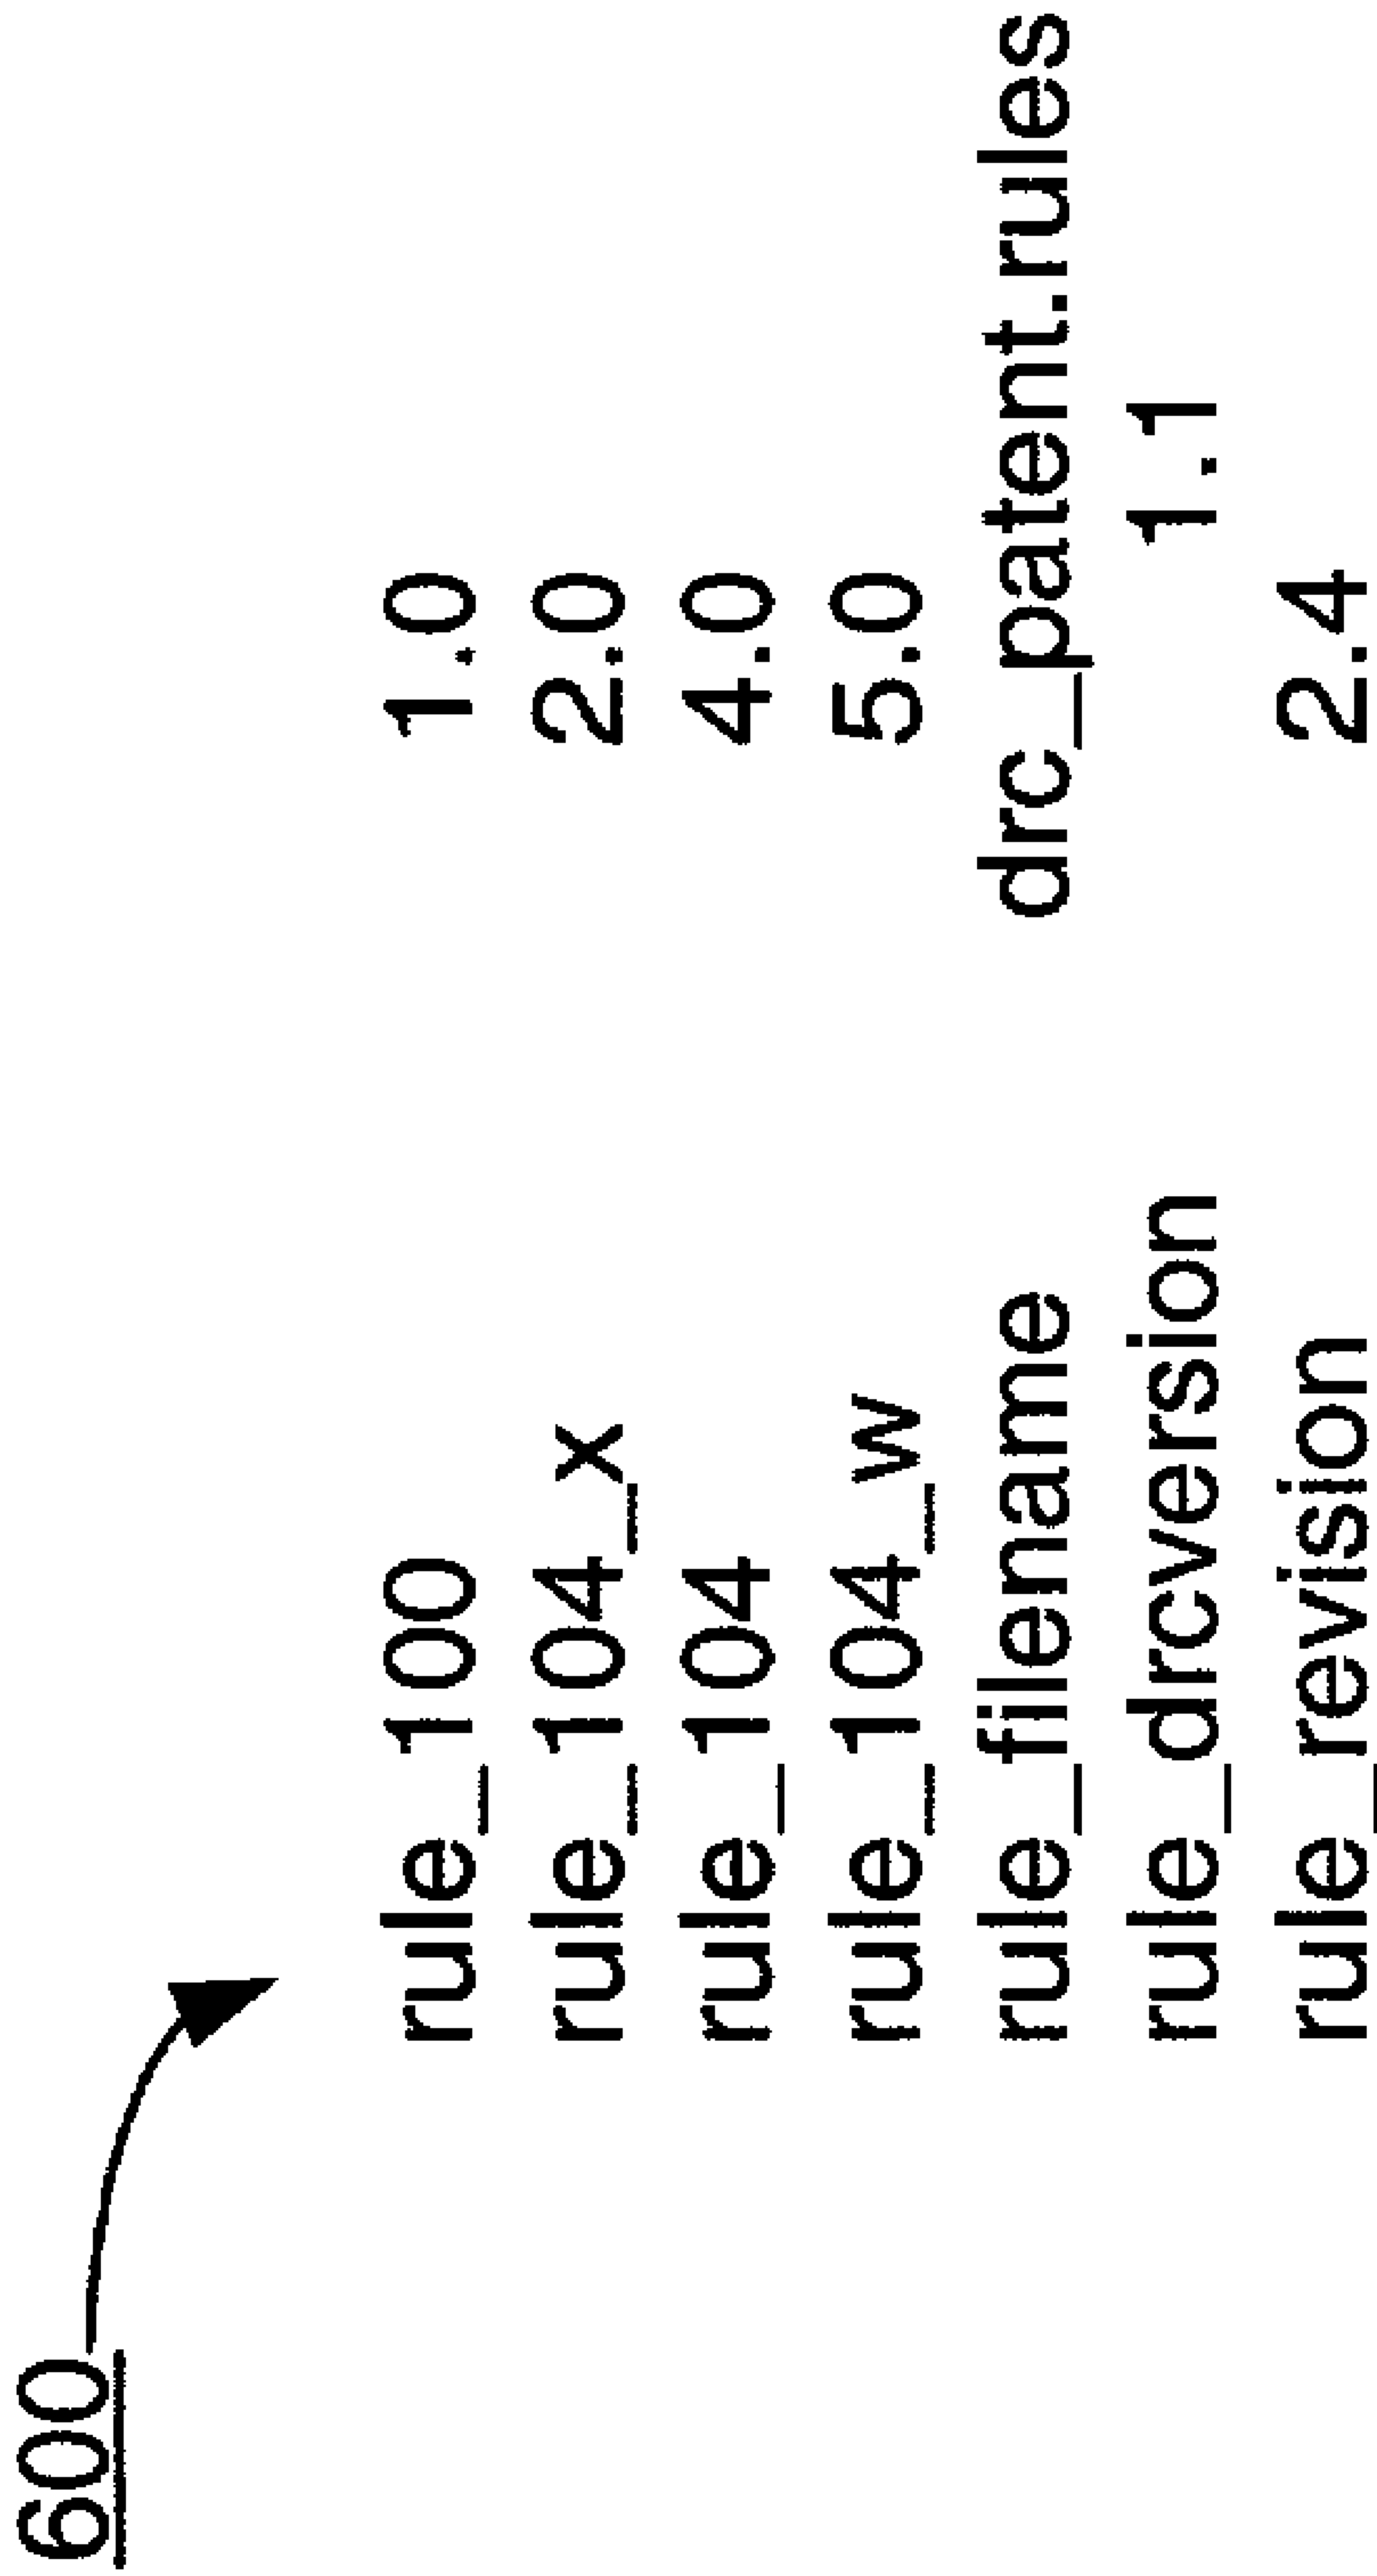 600
rule_100 1.0
rule_104_x 2.0
rule_104 4.0
rule_104_w 5.0
rule_filename drc_patent.rules
rule_drcversion 1.1
rule_revision 2.4